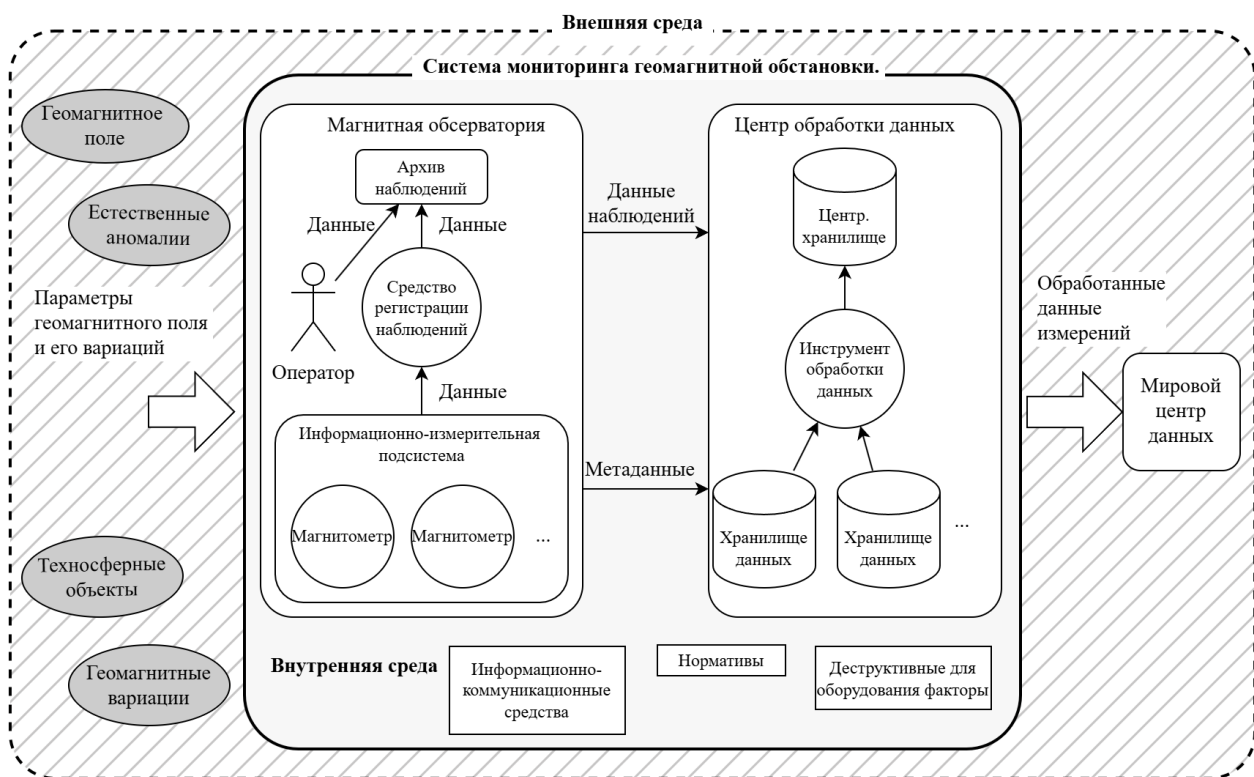 Внешняя среда
Система мониторинга геомагнитной обстановки.
Геомагнитное
поле
Естественные
аномалии
Параметры
геомагнитного поля
и его вариаций
Техносферные
объекты
Геомагнитные
вариации
Магнитная обсерватория
Архив
наблюдений
Данные
Данные
Средство
регистрации
наблюдений
Оператор
Данные
Информационно-измерительная
подсистема
Магнитометр
Магнитометр
...
Данные
наблюдений
Метаданные
Центр обработки данных
Центр.
хранилище
Инструмент
обработки
данных
Хранилище
данных
Хранилище
данных
...
Внутренняя среда
Информационно-
коммуникационные
средства
Нормативы
Деструктивные для
оборудования факторы
Обработанные
данные
измерений
Мировой
центр
данных